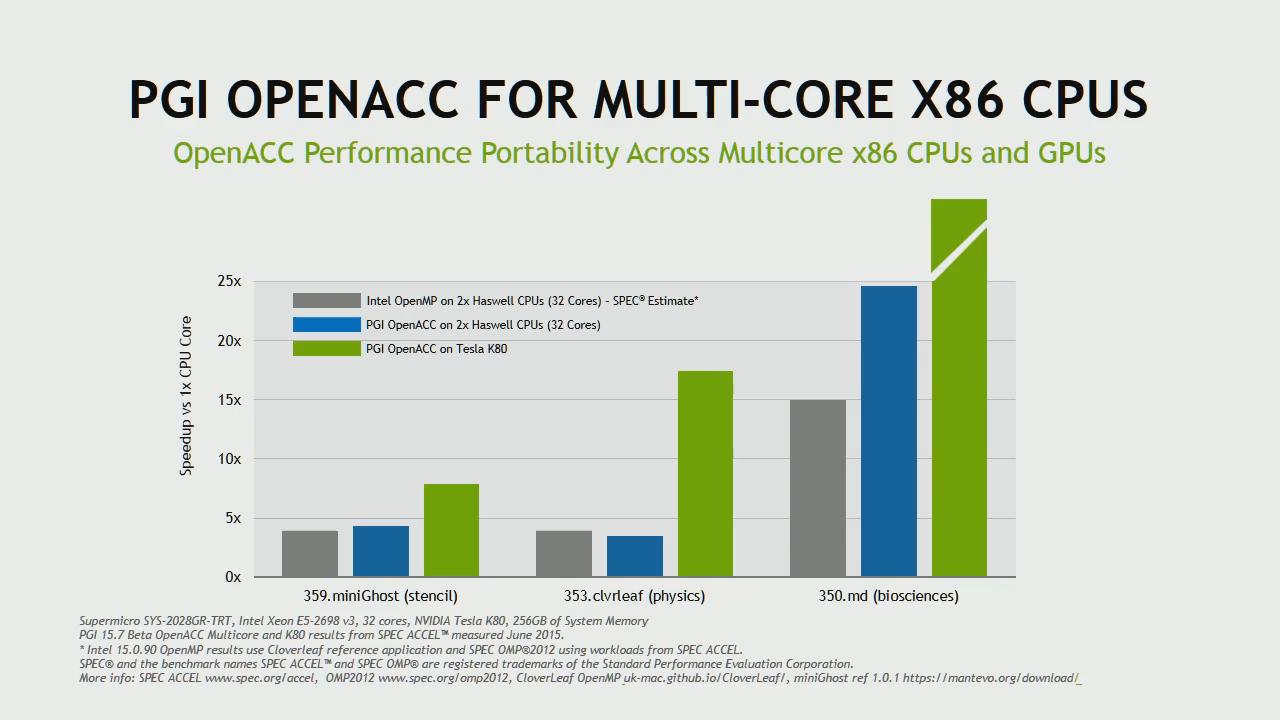 PGI OPENACC FOR MULTI-CORE X86 CPUS
OpenACC Performance Portability Across Multicore x86 CPUs and GPUs
25x
20x
15x
10x
5x
0x
Speedup vs 1x CPU Core
Intel OpenMP on 2x Haswell CPUs (32 Cores) – SPEC® Estimate*
PGI OpenACC on 2x Haswell CPUs (32 Cores)
PGI OpenACC on Tesla K80
359.miniGhost (stencil)
353.clvrleaf (physics)
350.md (biosciences)
Supermicro SYS-2028GR-TRT, Intel Xeon E5-2698 v3, 32 cores, NVIDIA Tesla K80, 256GB of System Memory
PGI 15.7 Beta OpenACC Multicore and K80 results from SPEC ACCEL™ measured June 2015.
* Intel 15.0.90 OpenMP results use Cloverleaf reference application and SPEC OMP®2012 using workloads from SPEC ACCEL.
SPEC® and the benchmark names SPEC ACCEL™ and SPEC OMP® are registered trademarks of the Standard Performance Evaluation Corporation.
More info: SPEC ACCEL www.spec.org/accel, OMP2012 www.spec.org/omp2012, CloverLeaf OpenMP uk-mac.github.io/CloverLeaf/, miniGhost ref 1.0.1 https://mantevo.org/download/